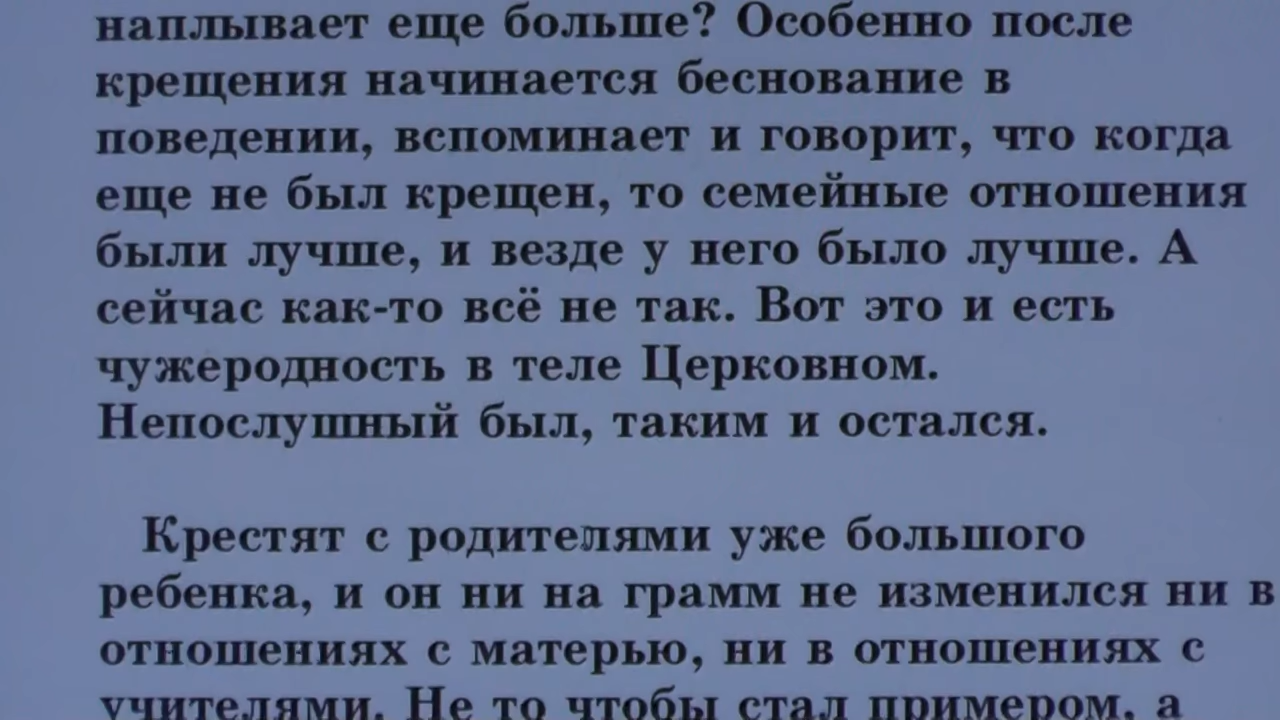 наплывает еще больше? Особенно после
крещения начинается беснование в
поведении, вспоминает и говорит, что когда
еще не был крещен, то семейные отношения
были лучше, и везде у него было лучше. А
сейчас как-то всё не так. Вот это и есть
чужеродность в теле Церковном.
Непослушный был, таким и остался.
Крестят с родителями уже большого
ребенка, и он ни на грамм не изменился ни в
отношениях с матерью, ни в отношениях с
учителями. Не то чтобы стал примером, а